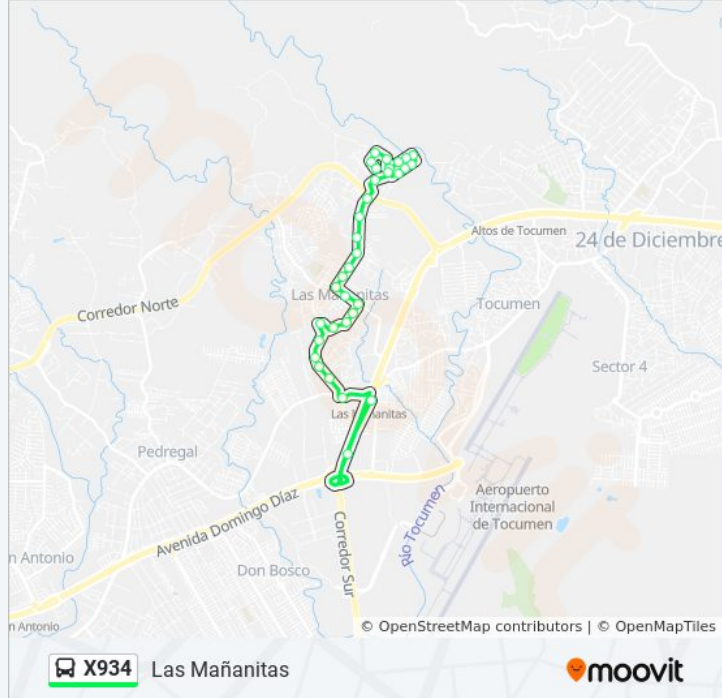 Altos de Tocumen
24 de Diciembre
Las Mañanitas
Tocumen
Corredor Norte
Sector 4
Las Mañanitas
Pedregal
Aeropuerto
Internacional
de Tocumen
Avenida Domingo Díaz
Río Tocumen
Corredor Sur
n Antonio
Don Bosco
n Antonio
© OpenStreetMap contributors | © OpenMapTiles
X934 Las Mañanitas
moovit